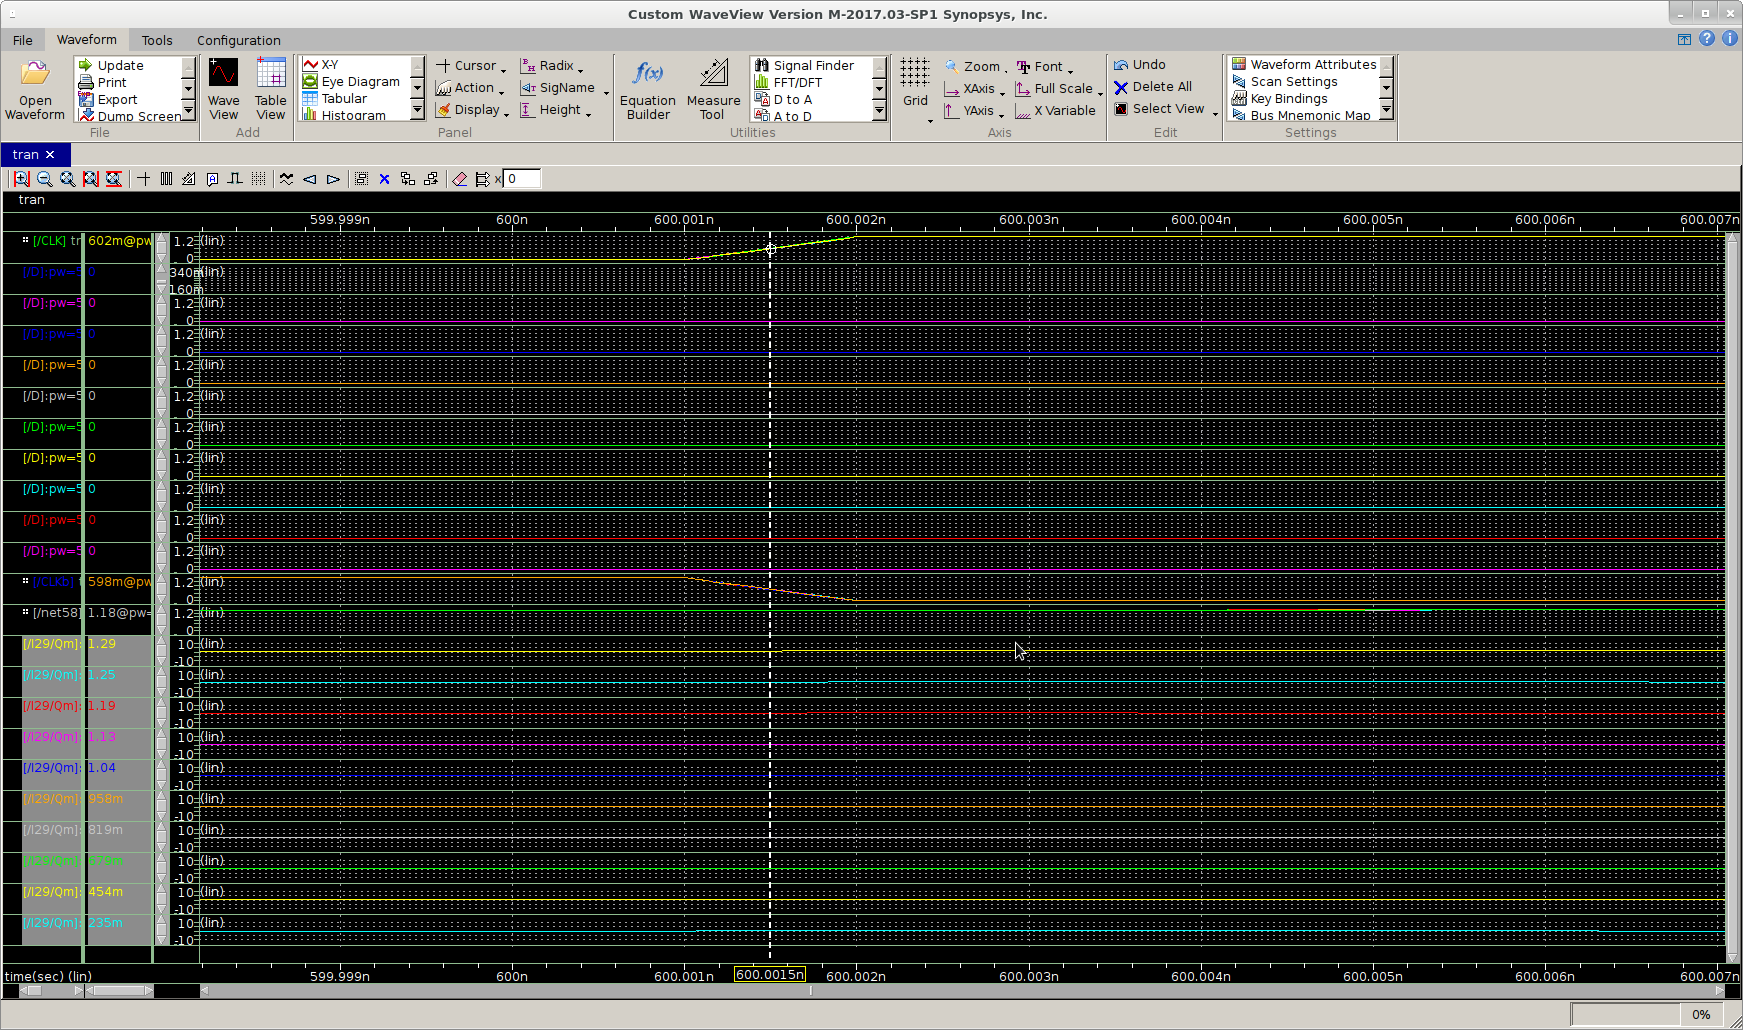 Custom WaveView Version M-2017.03-SP1 Synopsys, Inc.
File Waveform Tools Configuration
Open Waveform
Update
Print
Export
Dump Screen
File
Wave View
Table View
Add
X-Y
Eye Diagram
Tabular
Histogram
Cursor
Action
Display
Radix
SigName
Height
Panel
Equation Builder
Measure Tool
Signal Finder
FFT/DFT
D to A
A to D
Utilities
Grid
Zoom
XAxis
YAxis
Font
Full Scale
X Variable
Axis
Undo
Delete All
Select View
Edit
Waveform Attributes
Scan Settings
Key Bindings
Bus Mnemonic Map
Settings
tran
x 0
tran
599.999n 600n 600.001n 600.002n 600.003n 600.004n 600.005n 600.006n 600.007n
[/CLK] tr 602m@pw 1.2 (lin)
0
[/D]:pw=5 0 340m (lin)
160m
[/D]:pw=5 0 1.2 (lin)
0
[/D]:pw=5 0 1.2 (lin)
0
[/D]:pw=5 0 1.2 (lin)
0
[/D]:pw=5 0 1.2 (lin)
0
[/D]:pw=5 0 1.2 (lin)
0
[/D]:pw=5 0 1.2 (lin)
0
[/D]:pw=5 0 1.2 (lin)
0
[/D]:pw=5 0 1.2 (lin)
0
[/D]:pw=5 0 1.2 (lin)
0
[/CLKb] t 598m@pw 1.2 (lin)
0
[/net58] 1.18@pw= 1.2 (lin)
0
[/I29/Qm]: 1.29 10 (lin)
-10
[/I29/Qm]: 1.25 10 (lin)
-10
[/I29/Qm]: 1.19 10 (lin)
-10
[/I29/Qm]: 1.13 10 (lin)
-10
[/I29/Qm]: 1.04 10 (lin)
-10
[/I29/Qm]: 958m 10 (lin)
-10
[/I29/Qm]: 819m 10 (lin)
-10
[/I29/Qm]: 679m 10 (lin)
-10
[/I29/Qm]: 454m 10 (lin)
-10
[/I29/Qm]: 235m 10 (lin)
-10
time(sec) (lin) 599.999n 600n 600.001n 600.0015n 600.002n 600.003n 600.004n 600.005n 600.006n 600.007n
0%